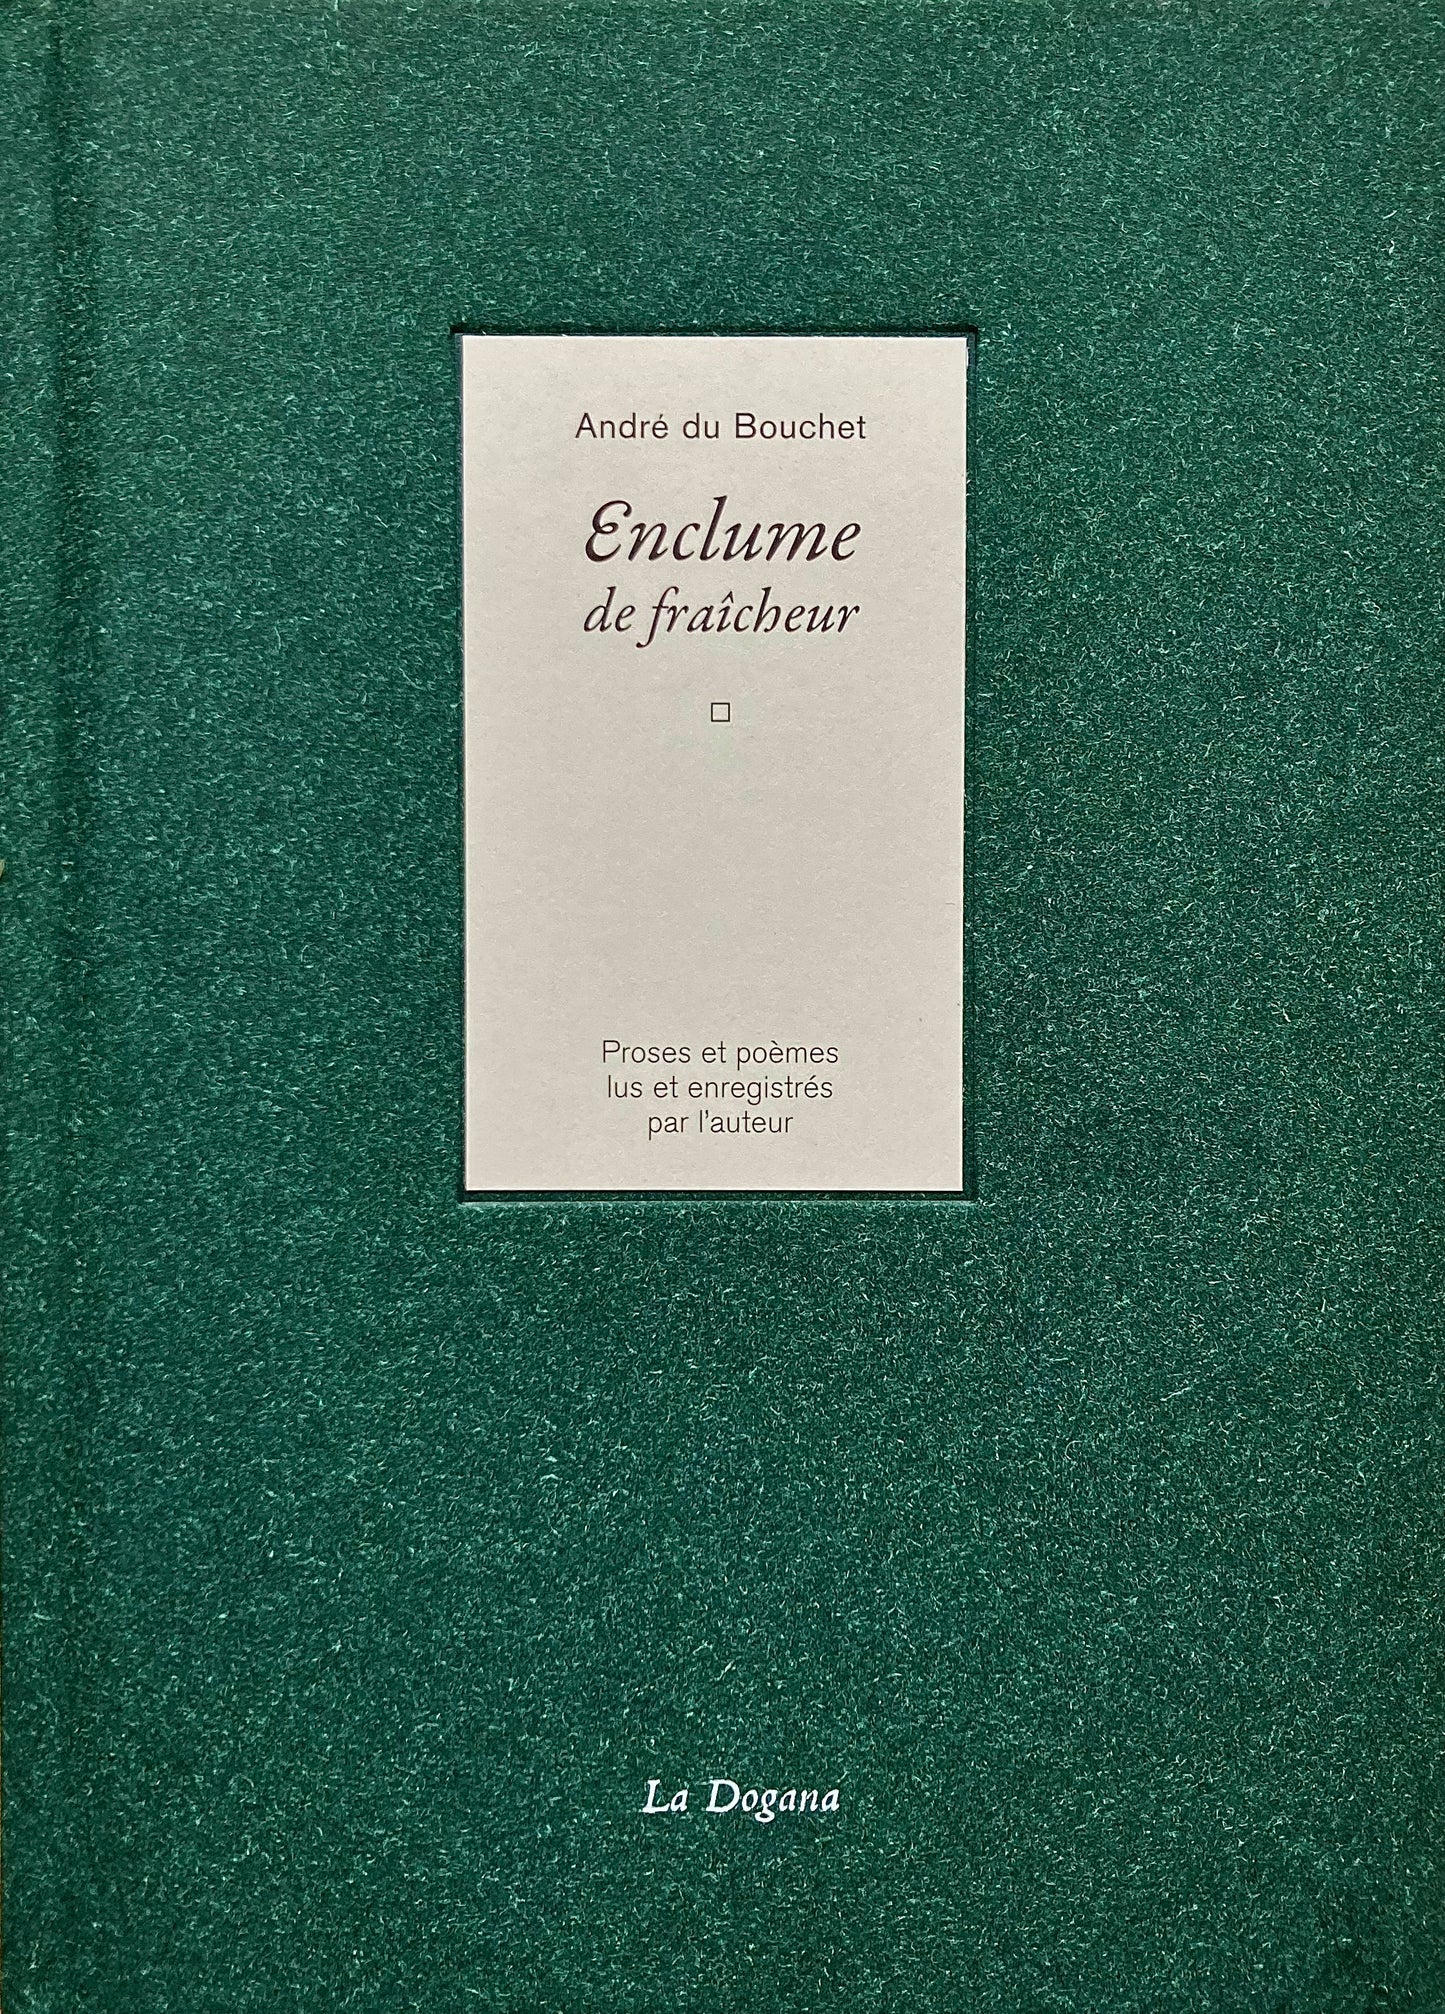 André du Bouchet
Enclume
de fraîcheur
Proses et poèmes
lus et enregistrés
par l'auteur
La Dogana